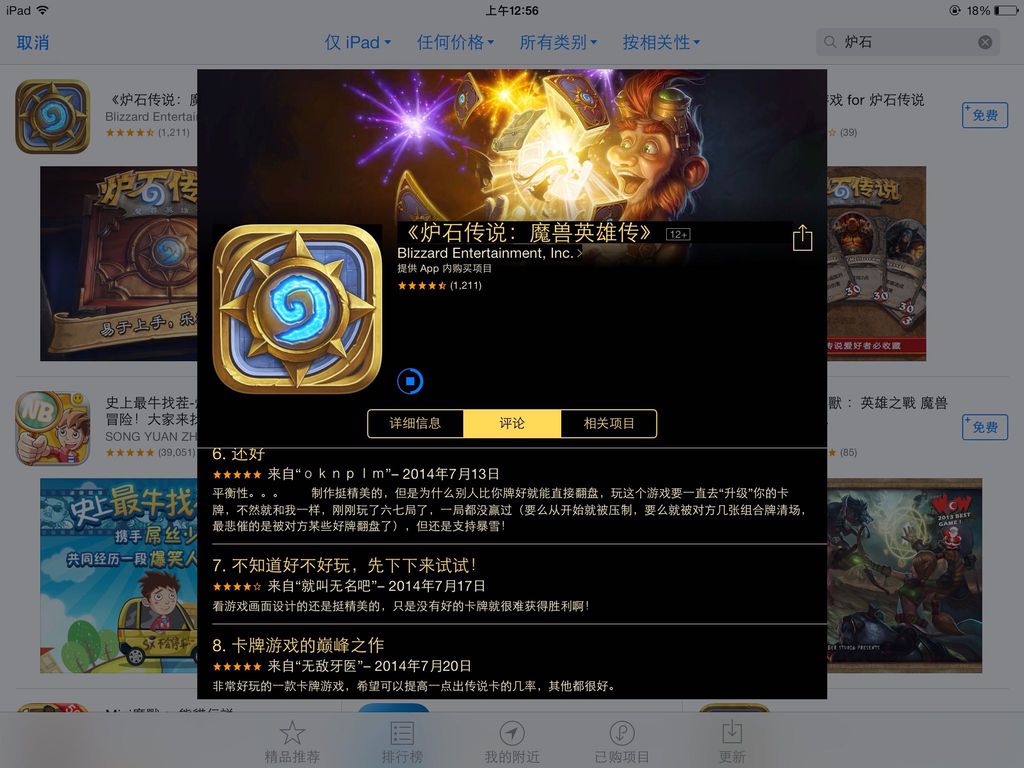 iPad
上午12:56
18%
取消
仅 iPad
任何价格
所有类别
按相关性
炉石
《炉石传说：
Blizzard Entertai
(1,211)
戏 for 炉石传说
(39)
免费
炉石传
易于上手，乐
炉石传说
30
30
30
传说爱好者必收藏
《炉石传说：魔兽英雄传》 12+
Blizzard Entertainment, Inc.
提供 App 内购买项目
(1,211)
详细信息
评论
相关项目
6. 还好
来自“ｏｋｎｐｌｍ”– 2014年7月13日
平衡性。。。 制作挺精美的，但是为什么别人比你牌好就能直接翻盘，玩这个游戏要一直去“升级”你的卡
牌，不然就和我一样，刚刚玩了六七局了，一局都没赢过（要么从开始就被压制，要么就被对方几张组合牌清场，
最悲催的是被对方某些好牌翻盘了），但还是支持暴雪！
7. 不知道好不好玩，先下下来试试！
来自“就叫无名吧”– 2014年7月17日
看游戏画面设计的还是挺精美的，只是没有好的卡牌就很难获得胜利啊！
8. 卡牌游戏的巅峰之作
来自“无敌牙医”– 2014年7月20日
非常好玩的一款卡牌游戏，希望可以提高一点出传说卡的几率，其他都很好。
NB
史上最牛找茬-
冒险！大家来找
SONG YUAN ZH
(39,051)
史上最牛找
携手屌丝
共同经历一段爆笑人
獸：英雄之戰 魔兽
(85)
免费
WOW
2013 BEST
GAME !
精品推荐
排行榜
我的附近
已购项目
更新